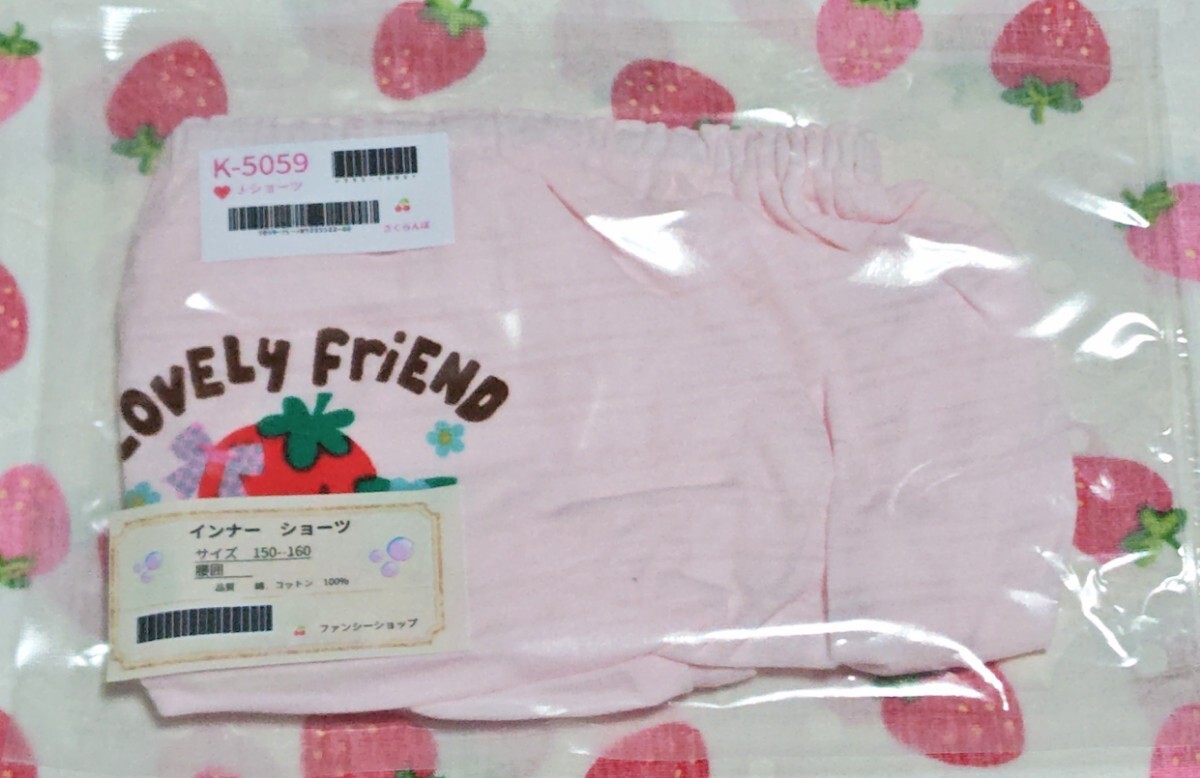 K-5059
J-ショーツ
さくらんぼ
LOVELY FRiEND
インナー ショーツ
サイズ 150--160
腰囲
品質 綿、コットン 100%
ファンシーショップ